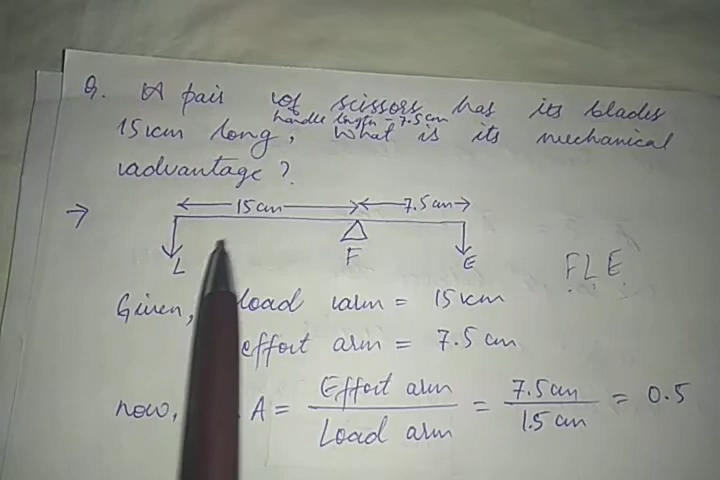 Q. A pair of scissors has its blades
handle length = 7.5 cm
15 cm long, What is its mechanical
advantage?
→ 15 cm 7.5 cm
L F E
F L E
Given, load arm = 15 cm
effort arm = 7.5 cm
now, . A = Effort arm / Load arm = 7.5 cm / 1.5 cm = 0.5